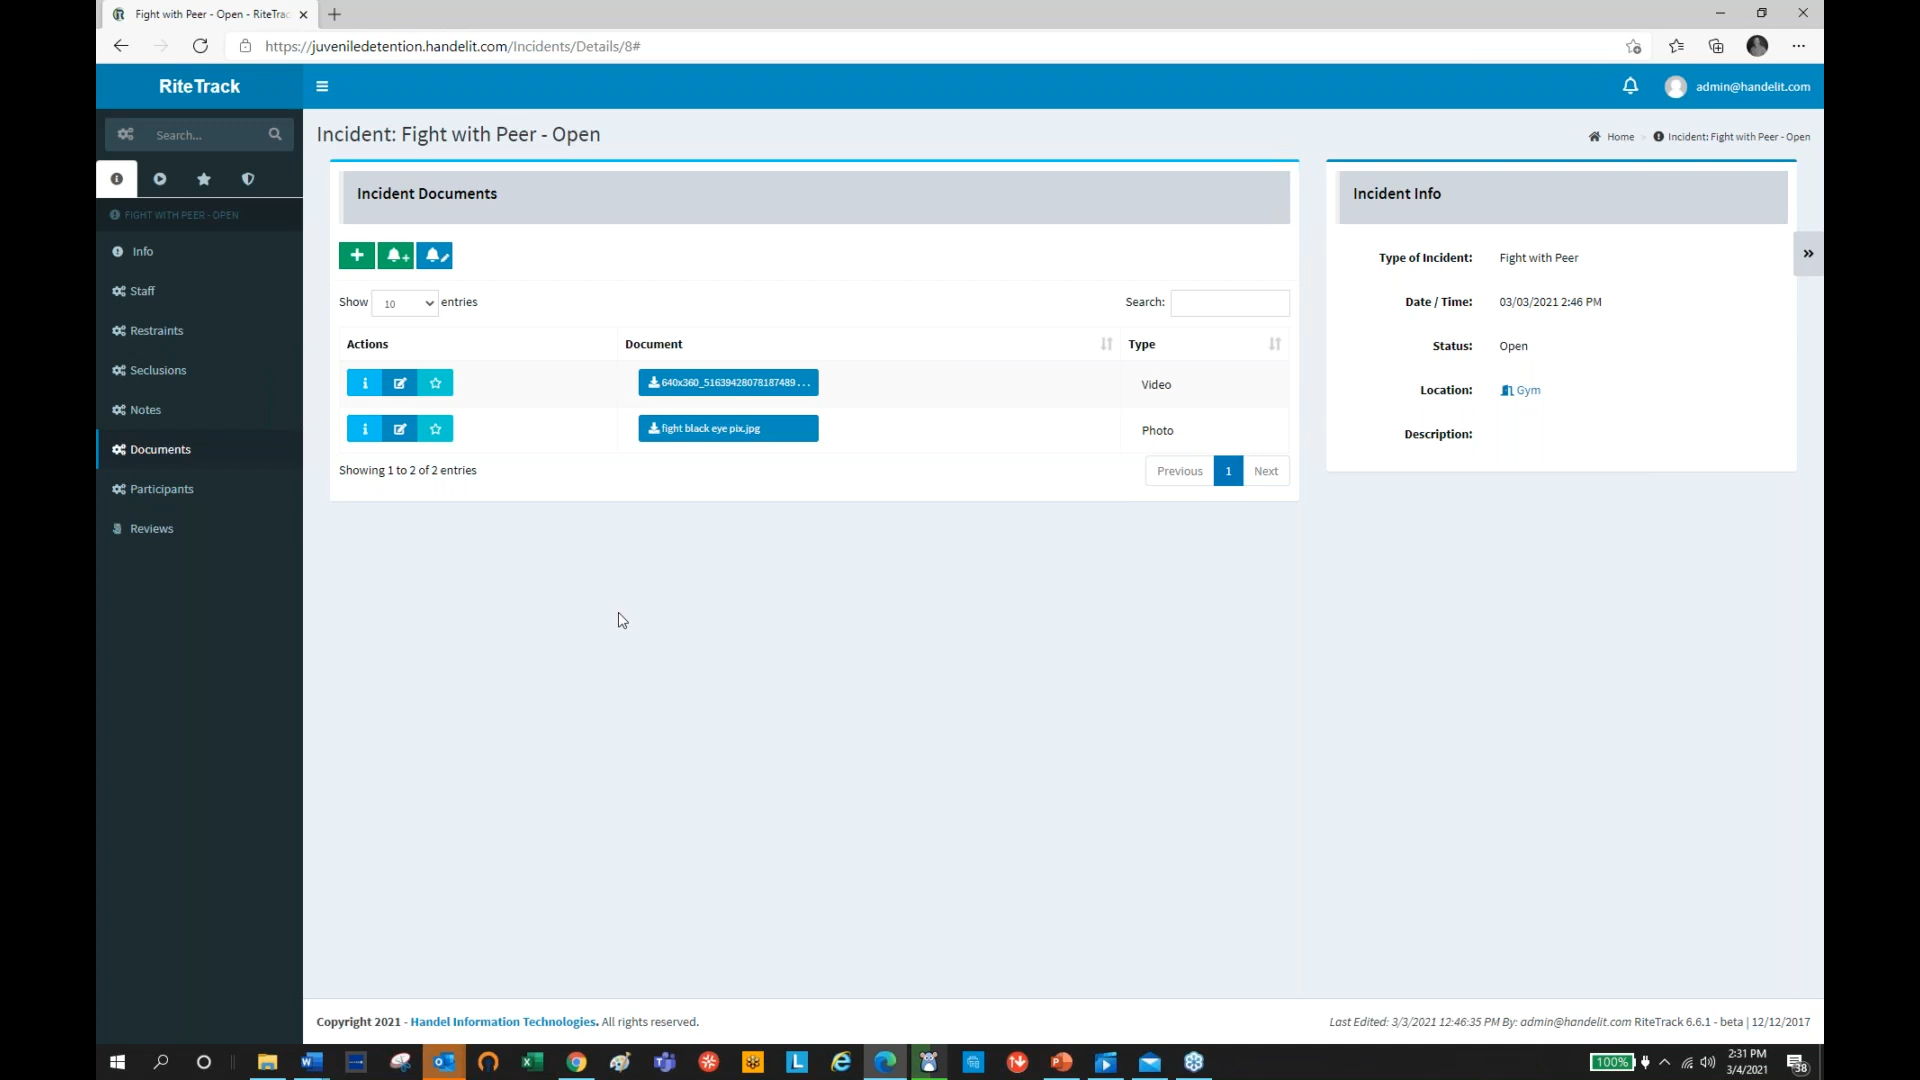 Fight with Peer - Open - RiteTrac
https://juveniledetention.handelit.com/Incidents/Details/8#
RiteTrack
admin@handelit.com
Search...
Incident: Fight with Peer - Open
Home
Incident: Fight with Peer - Open
FIGHT WITH PEER - OPEN
Info
Staff
Restraints
Seclusions
Notes
Documents
Participants
Reviews
Incident Documents
Show 10 entries
Search:
Actions Document Type
640x360_51639428078187489... Video
fight black eye pix.jpg Photo
Showing 1 to 2 of 2 entries
Previous 1 Next
Incident Info
Type of Incident: Fight with Peer
Date / Time: 03/03/2021 2:46 PM
Status: Open
Location: Gym
Description:
Copyright 2021 - Handel Information Technologies. All rights reserved.
Last Edited: 3/3/2021 12:46:35 PM By: admin@handelit.com RiteTrack 6.6.1 - beta | 12/12/2017
100%
2:31 PM
3/4/2021
38